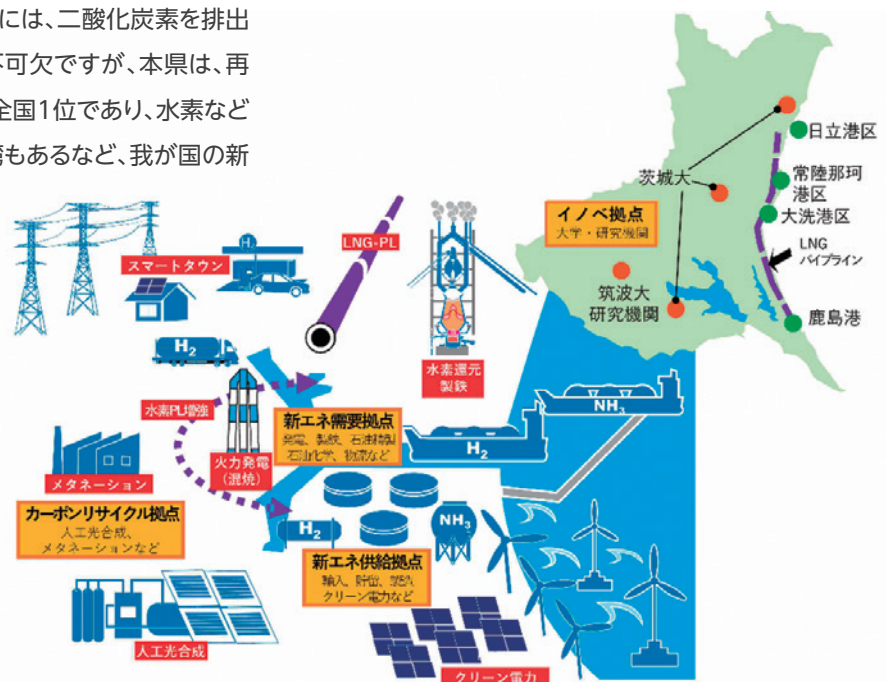 には、二酸化炭素を排出
不可欠ですが、本県は、再
全国1位であり、水素など
もあるなど、我が国の新
日立港区
茨城大
常陸那珂
港区
大洗港区
イノベ拠点
大学・研究機関
LNG
パイプライン
筑波大
研究機関
鹿島港
H₂
LNG-PL
スマートタウン
H₂
水素還元
製鉄
水素PL増強
NH₃
新エネ需要拠点
発電、製鉄、石油精製
石油化学、物流など
H₂
火力発電
(混焼)
メタネーション
カーボンリサイクル拠点
人工光合成、
メタネーションなど
H₂
NH₃
新エネ供給拠点
輸入、貯留、
クリーン電力など
人工光合成
クリーン電力